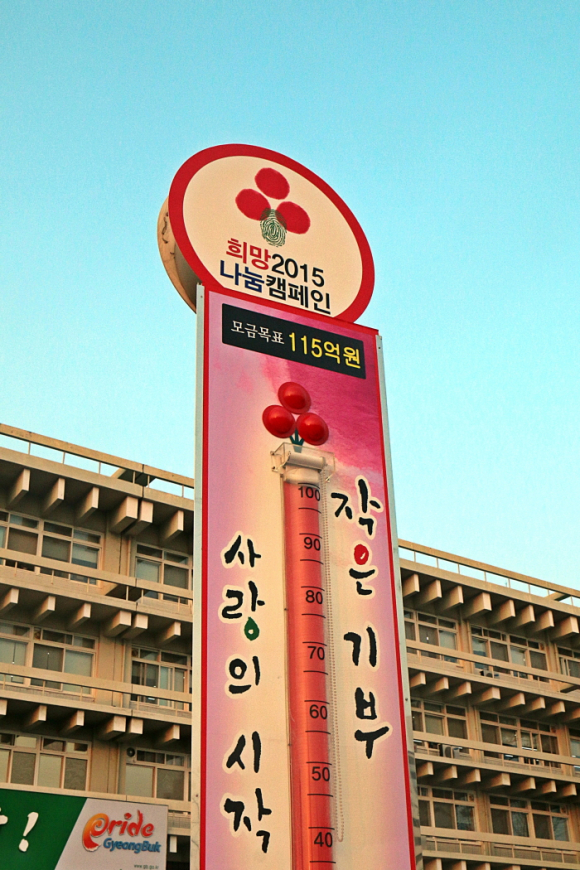 희망2015
나눔캠페인
모금목표 115억원
작은 기부
사랑의 시작
100
90
80
70
60
50
40
!
Pride
GyeongBuk